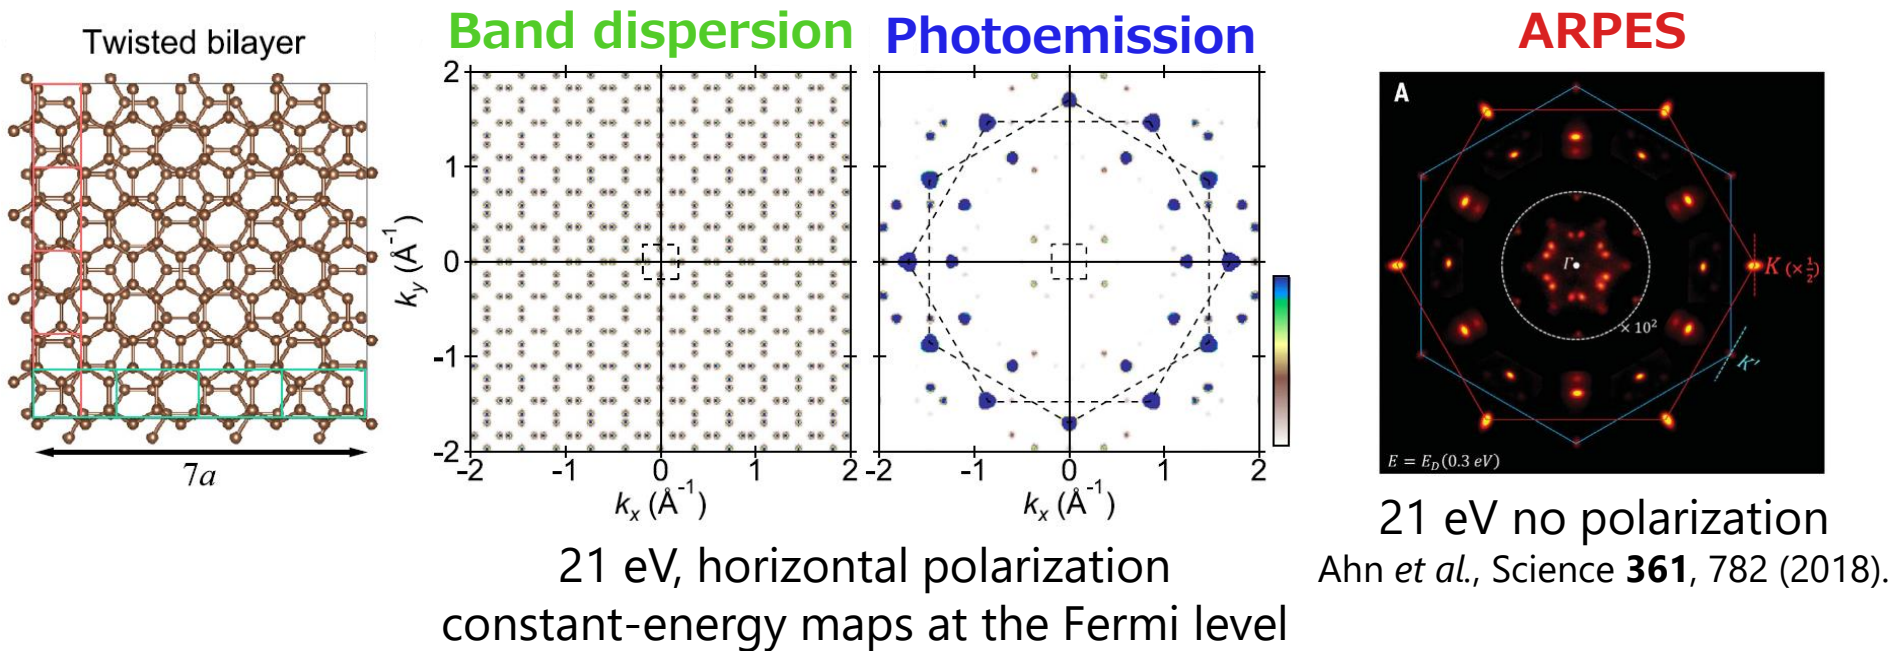 Twisted bilayer
7a
Band dispersion
Photoemission
ARPES
2
1
0
-1
-2
k_y (Å⁻¹)
-2 -1 0 1 2
k_x (Å⁻¹)
-2 -1 0 1 2
k_x (Å⁻¹)
A
Γ
K (×½)
×10²
K'
E = E_D(0.3 eV)
21 eV, horizontal polarization
constant-energy maps at the Fermi level
21 eV no polarization
Ahn et al., Science 361, 782 (2018).